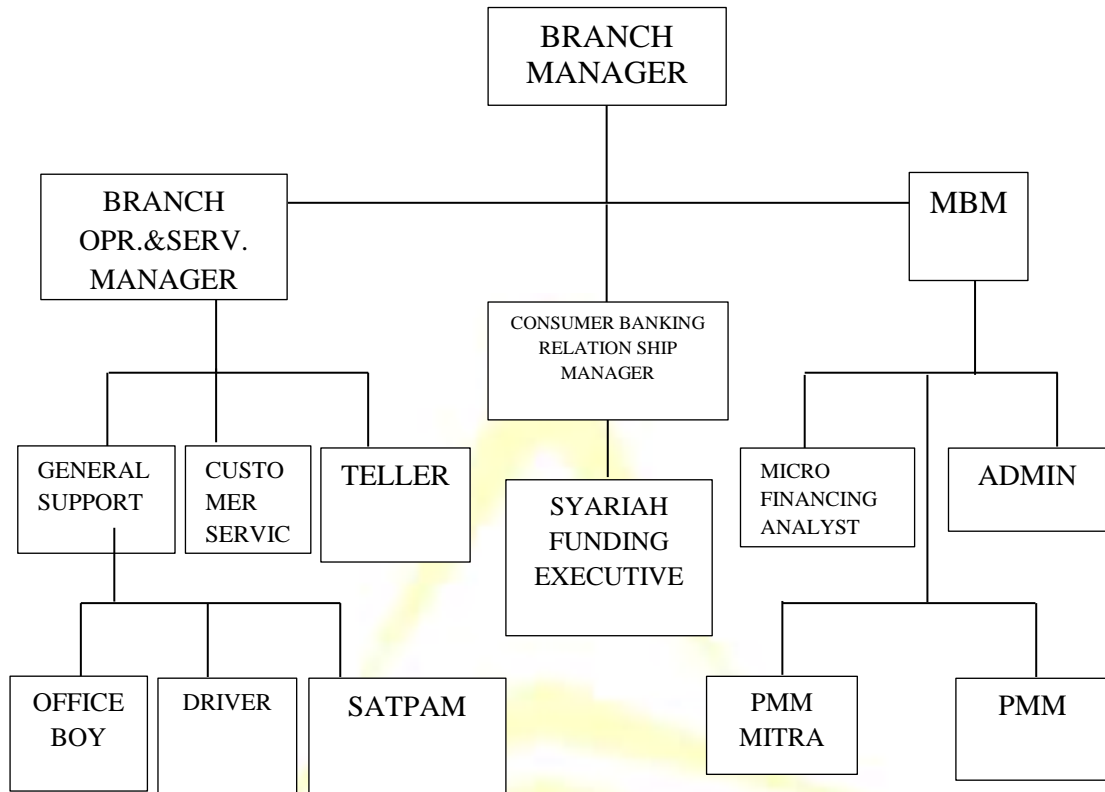 BRANCH
MANAGER
BRANCH
OPR.&SERV.
MANAGER
MBM
CONSUMER BANKING
RELATION SHIP
MANAGER
GENERAL
SUPPORT
CUSTO
MER
SERVIC
TELLER
SYARIAH
FUNDING
EXECUTIVE
MICRO
FINANCING
ANALYST
ADMIN
OFFICE
BOY
DRIVER
SATPAM
PMM
MITRA
PMM